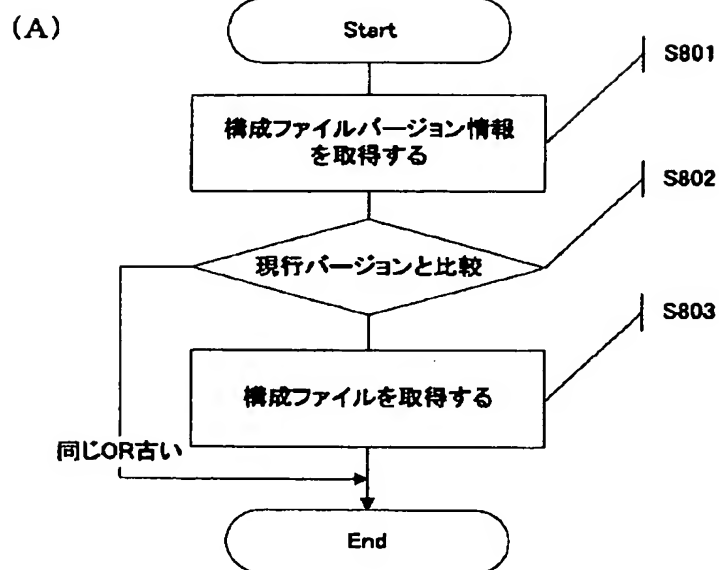 (A)
Start
S801
構成ファイルバージョン情報
を取得する
S802
現行バージョンと比較
S803
構成ファイルを取得する
同じOR古い
End